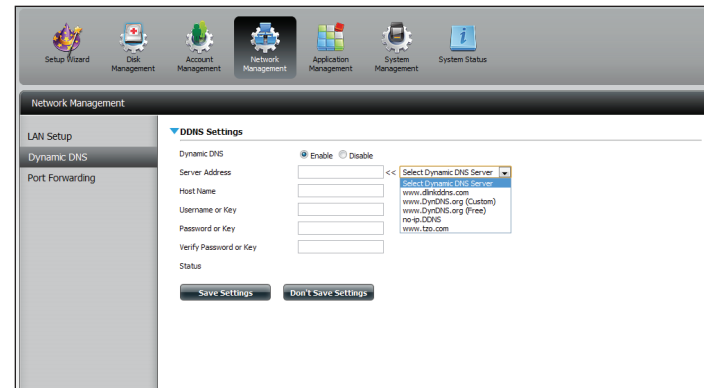 Setup Wizard
Disk Management
Account Management
Network Management
Application Management
System Management
System Status
Network Management
LAN Setup
Dynamic DNS
Port Forwarding
DDNS Settings
Dynamic DNS Enable Disable
Server Address << Select Dynamic DNS Server
Select Dynamic DNS Server
www.dlinkddns.com
www.DynDNS.org (Custom)
www.DynDNS.org (Free)
no-ip.DDNS
www.tzo.com
Host Name
Username or Key
Password or Key
Verify Password or Key
Status
Save Settings Don't Save Settings